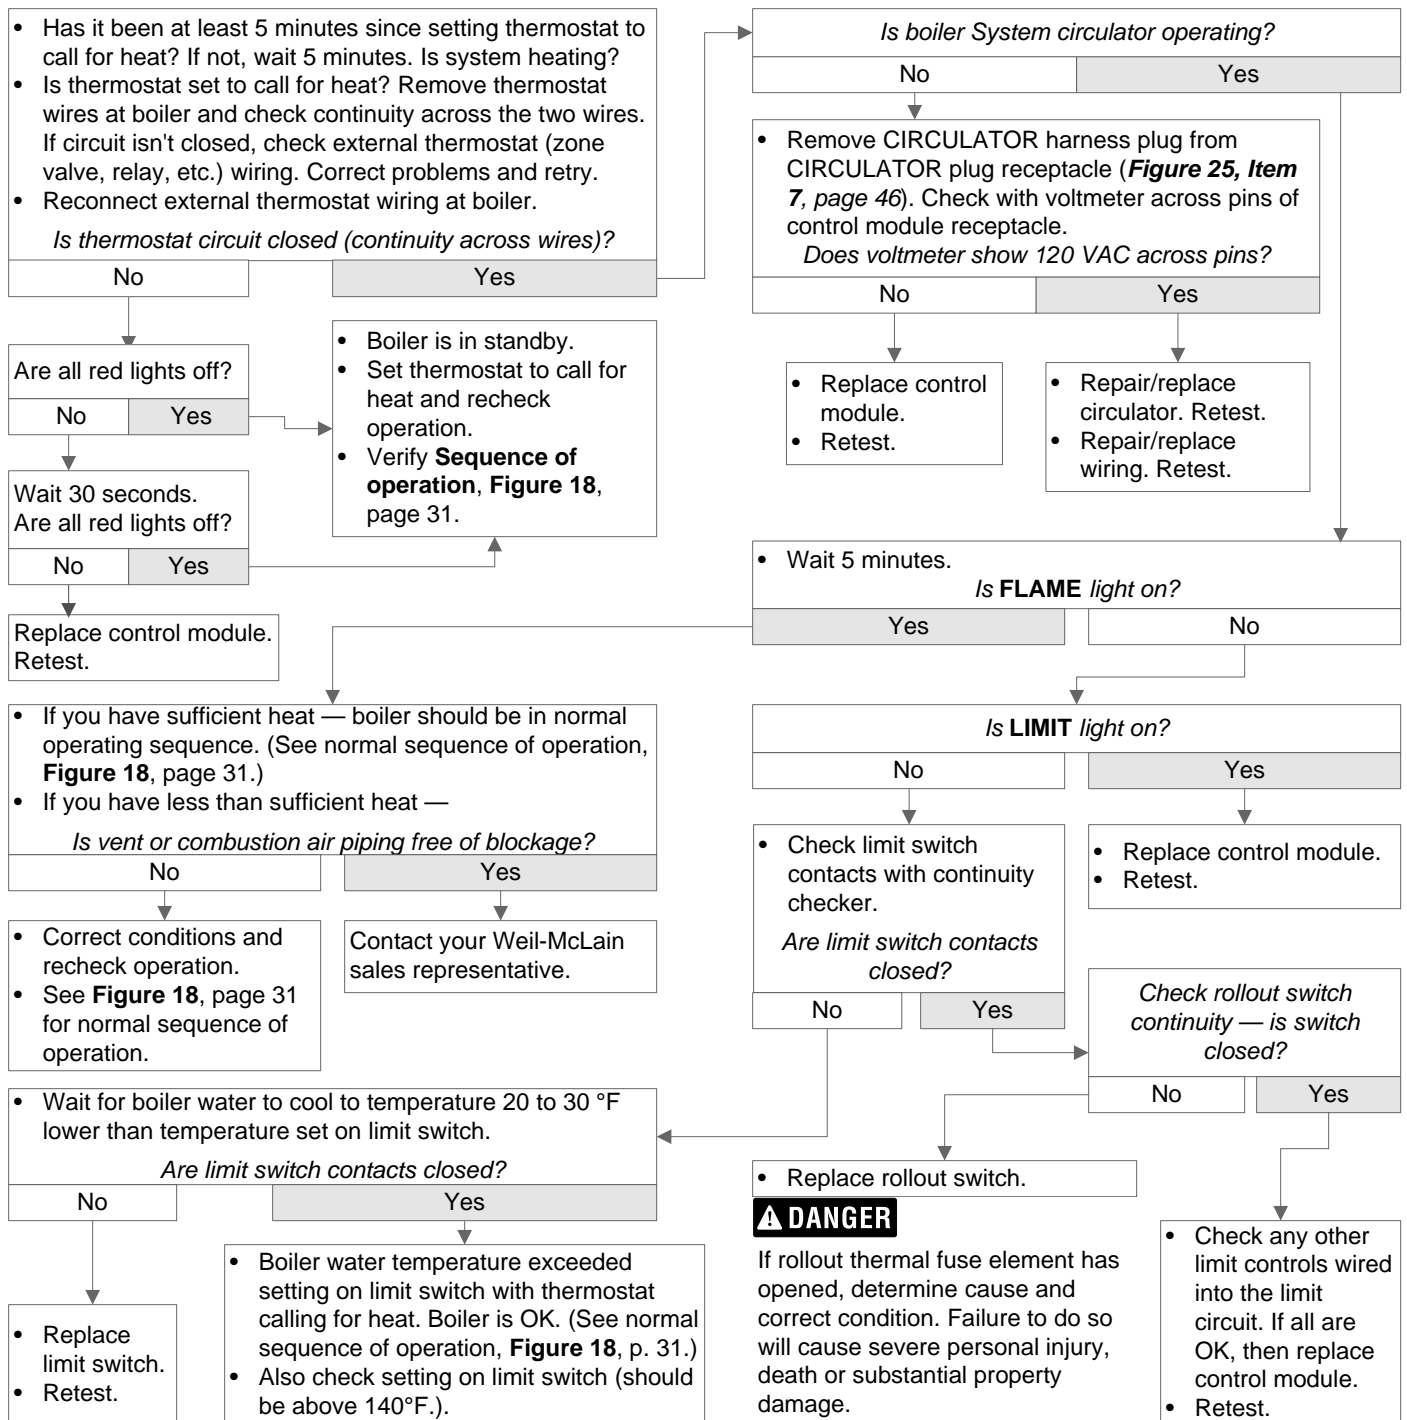 • Has it been at least 5 minutes since setting thermostat to
call for heat? If not, wait 5 minutes. Is system heating?
• Is thermostat set to call for heat? Remove thermostat
wires at boiler and check continuity across the two wires.
If circuit isn't closed, check external thermostat (zone
valve, relay, etc.) wiring. Correct problems and retry.
• Reconnect external thermostat wiring at boiler.
Is thermostat circuit closed (continuity across wires)?
No
Yes
Are all red lights off?
No
Yes
Wait 30 seconds.
Are all red lights off?
No
Yes
Replace control module.
Retest.
• Boiler is in standby.
• Set thermostat to call for
heat and recheck
operation.
• Verify Sequence of
operation, Figure 18,
page 31.
Is boiler System circulator operating?
No
Yes
• Remove CIRCULATOR harness plug from
CIRCULATOR plug receptacle (Figure 25, Item
7, page 46). Check with voltmeter across pins of
control module receptacle.
Does voltmeter show 120 VAC across pins?
No
Yes
• Replace control
module.
• Retest.
• Repair/replace
circulator. Retest.
• Repair/replace
wiring. Retest.
• Wait 5 minutes.
Is FLAME light on?
Yes
No
• If you have sufficient heat — boiler should be in normal
operating sequence. (See normal sequence of operation,
Figure 18, page 31.)
• If you have less than sufficient heat —
Is vent or combustion air piping free of blockage?
No
Yes
• Correct conditions and
recheck operation.
• See Figure 18, page 31
for normal sequence of
operation.
Contact your Weil-McLain
sales representative.
Is LIMIT light on?
No
Yes
• Check limit switch
contacts with continuity
checker.
Are limit switch contacts
closed?
No
Yes
• Replace control module.
• Retest.
Check rollout switch
continuity — is switch
closed?
No
Yes
• Wait for boiler water to cool to temperature 20 to 30 °F
lower than temperature set on limit switch.
Are limit switch contacts closed?
No
Yes
• Replace
limit switch.
• Retest.
• Boiler water temperature exceeded
setting on limit switch with thermostat
calling for heat. Boiler is OK. (See normal
sequence of operation, Figure 18, p. 31.)
• Also check setting on limit switch (should
be above 140°F.).
• Replace rollout switch.
DANGER
If rollout thermal fuse element has
opened, determine cause and
correct condition. Failure to do so
will cause severe personal injury,
death or substantial property
damage.
• Check any other
limit controls wired
into the limit
circuit. If all are
OK, then replace
control module.
• Retest.